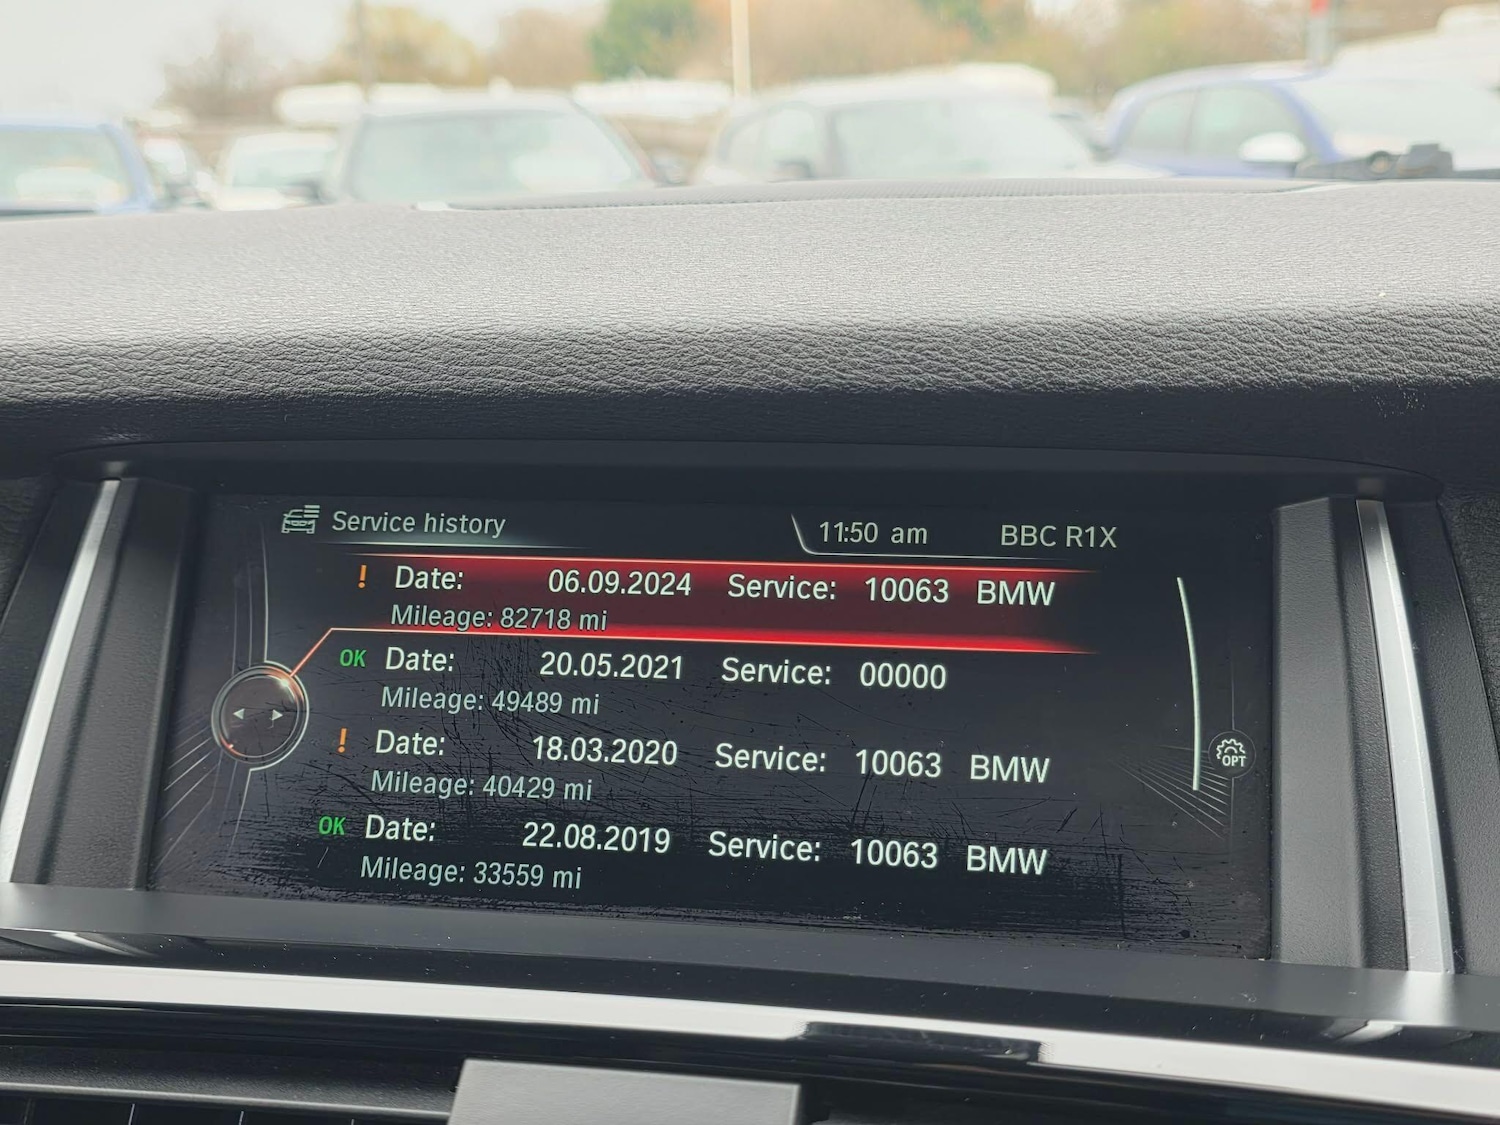 Service history 11:50 am BBC R1X
! Date: 06.09.2024 Service: 10063 BMW
Mileage: 82718 mi
OK Date: 20.05.2021 Service: 00000
Mileage: 49489 mi
! Date: 18.03.2020 Service: 10063 BMW
Mileage: 40429 mi
OPT
OK Date: 22.08.2019 Service: 10063 BMW
Mileage: 33559 mi